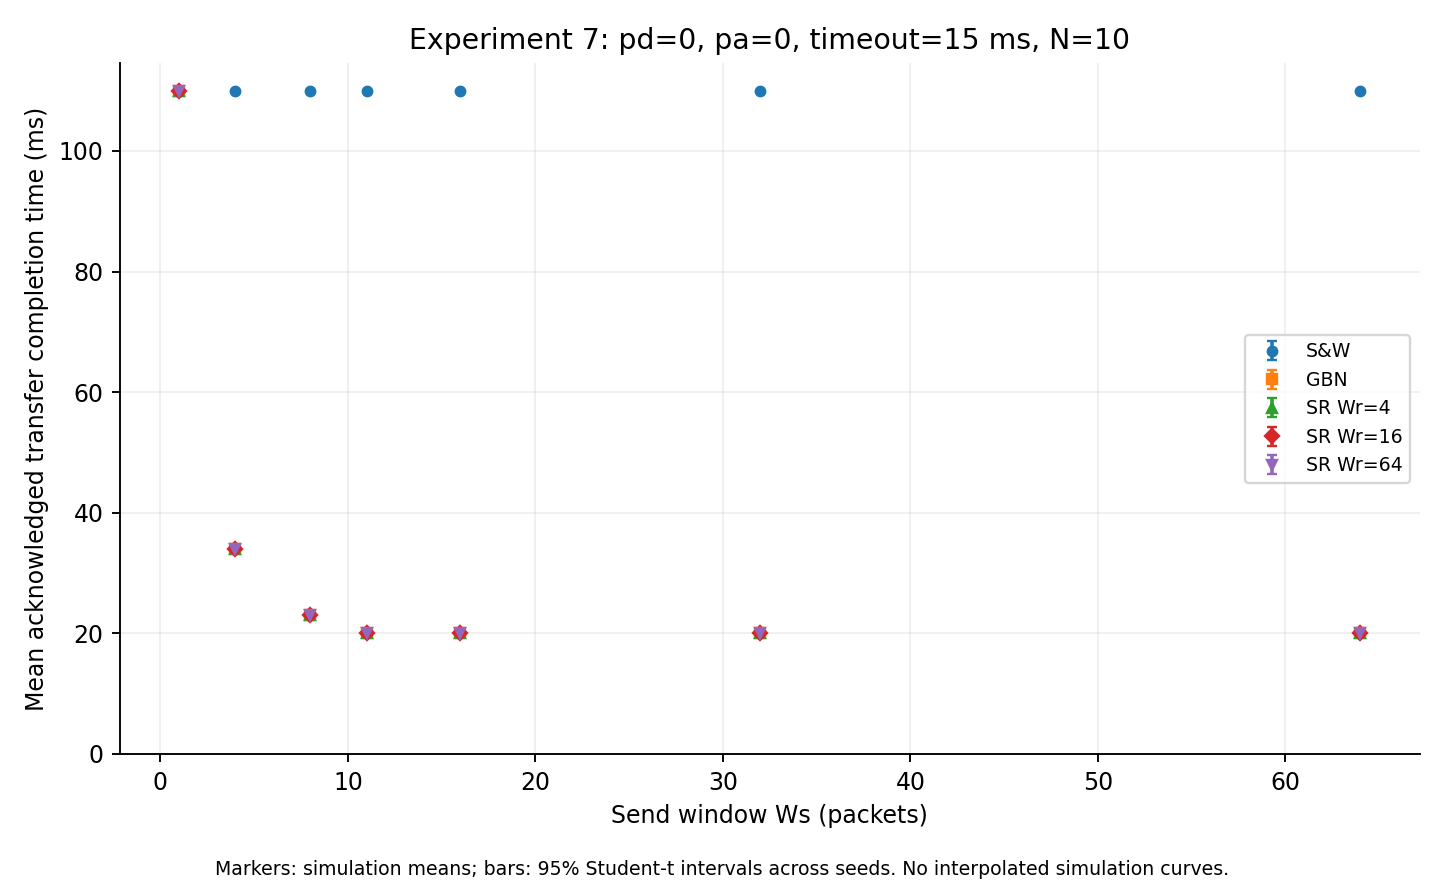 Experiment 7: pd=0, pa=0, timeout=15 ms, N=10
Mean acknowledged transfer completion time (ms)
100
80
60
40
20
0
S&W
GBN
SR Wr=4
SR Wr=16
SR Wr=64
0 10 20 30 40 50 60
Send window Ws (packets)
Markers: simulation means; bars: 95% Student-t intervals across seeds. No interpolated simulation curves.